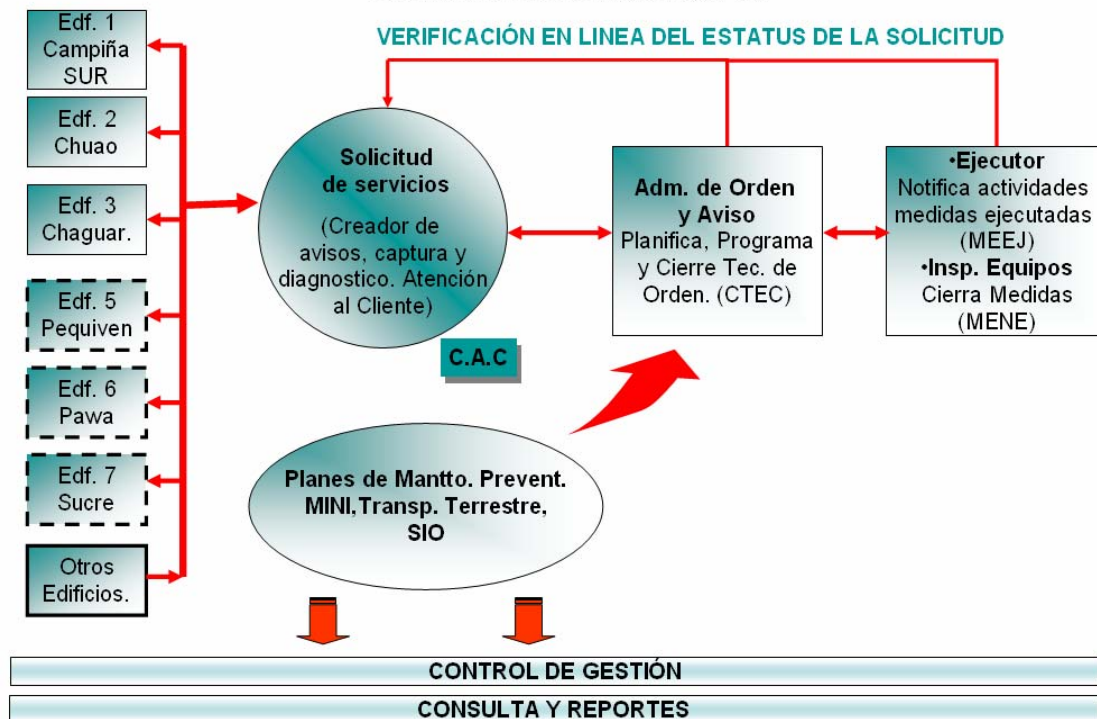 VERIFICACIÓN EN LINEA DEL ESTATUS DE LA SOLICITUD
Edf. 1
Campiña
SUR
Edf. 2
Chuao
Edf. 3
Chaguar.
Edf. 5
Pequiven
Edf. 6
Pawa
Edf. 7
Sucre
Otros
Edificios.
Solicitud
de servicios
(Creador de
avisos, captura y
diagnostico. Atención
al Cliente)
C.A.C
Adm. de Orden
y Aviso
Planifica, Programa
y Cierre Tec. de
Orden. (CTEC)
•Ejecutor
Notifica actividades
medidas ejecutadas
(MEEJ)
•Insp. Equipos
Cierra Medidas
(MENE)
Planes de Mantto. Prevent.
MINI,Transp. Terrestre,
SIO
CONTROL DE GESTIÓN
CONSULTA Y REPORTES